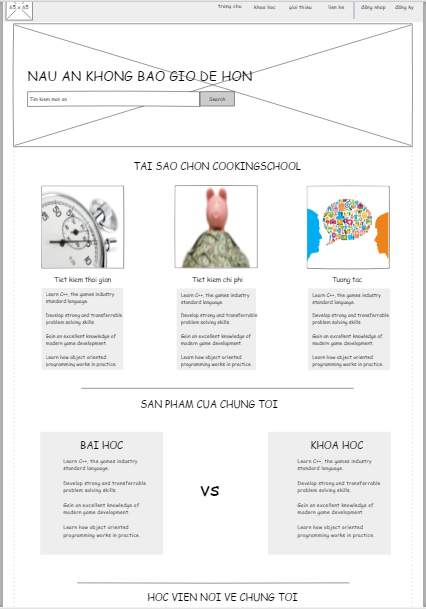 65 x 65
trang chu khoa hoc gioi thieu lien he đăng nhap đăng ky
NAU AN KHONG BAO GIO DE HON
Tim kiem mon an Search
TAI SAO CHON COOKINGSCHOOL
Tiet kiem thoi gian
Learn C++, the games industry
standard language.
Develop strong and transferrable
problem solving skills.
Gain an excellent knowledge of
modern game development.
Learn how object oriented
programming works in practice.
Tiet kiem chi phi
Learn C++, the games industry
standard language.
Develop strong and transferrable
problem solving skills.
Gain an excellent knowledge of
modern game development.
Learn how object oriented
programming works in practice.
Tuong tac
Learn C++, the games industry
standard language.
Develop strong and transferrable
problem solving skills.
Gain an excellent knowledge of
modern game development.
Learn how object oriented
programming works in practice.
SAN PHAM CUA CHUNG TOI
BAI HOC
Learn C++, the games industry
standard language.
Develop strong and transferrable
problem solving skills.
Gain an excellent knowledge of
modern game development.
Learn how object oriented
programming works in practice.
vs
KHOA HOC
Learn C++, the games industry
standard language.
Develop strong and transferrable
problem solving skills.
Gain an excellent knowledge of
modern game development.
Learn how object oriented
programming works in practice.
HOC VIEN NOI VE CHUNG TOI